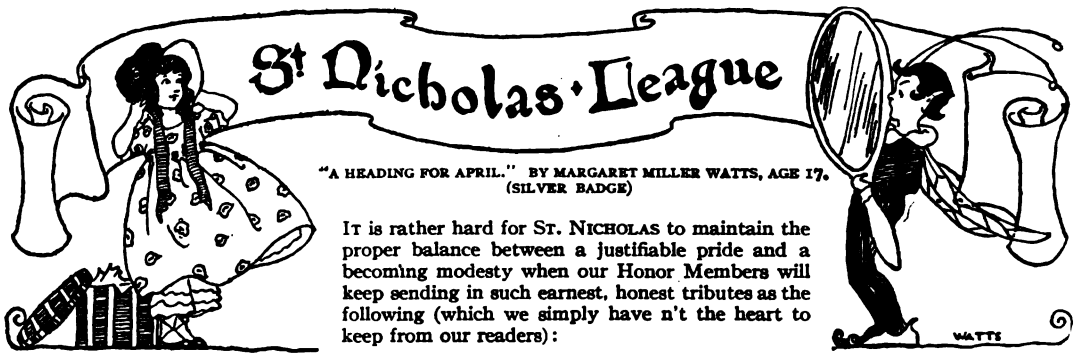 St Nicholas · League
"A HEADING FOR APRIL." BY MARGARET MILLER WATTS, AGE 17.
(SILVER BADGE)
IT is rather hard for ST. NICHOLAS to maintain the
proper balance between a justifiable pride and a
becoming modesty when our Honor Members will
keep sending in such earnest, honest tributes as the
following (which we simply have n't the heart to
keep from our readers):
WATTS